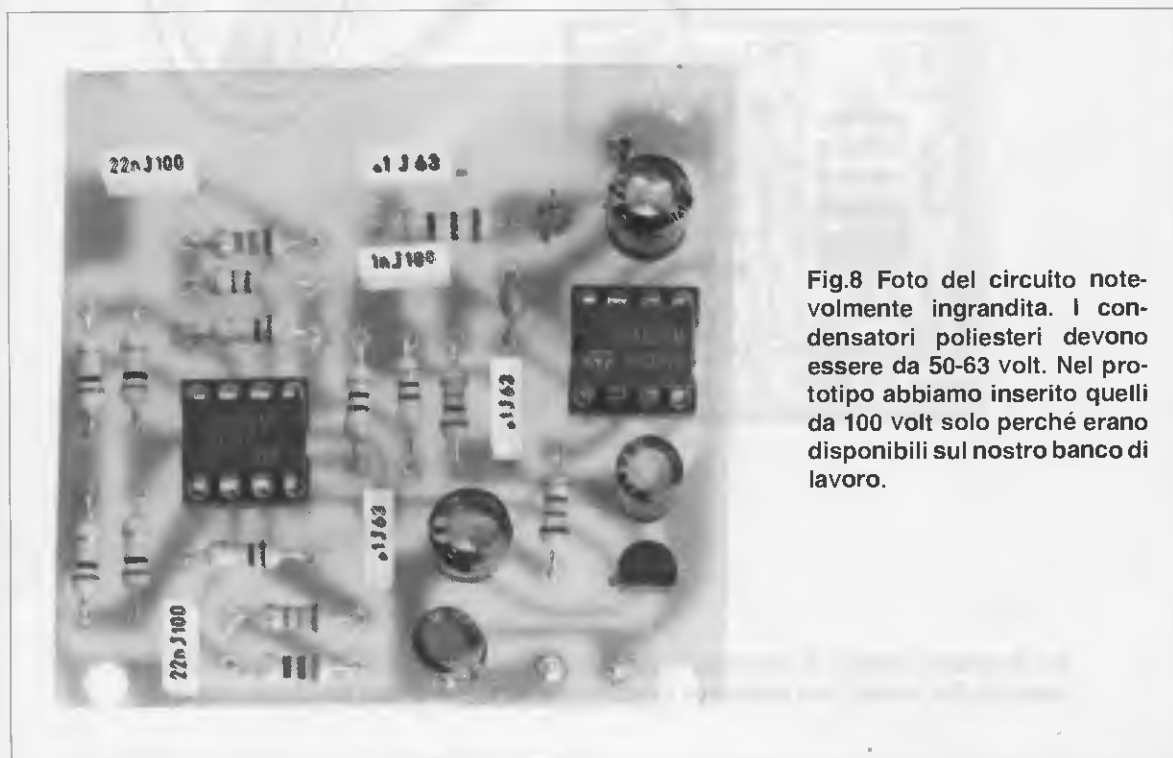 22nJ100
.1J63
1nJ100
.1J63
.1J63
22nJ100
Fig.8 Foto del circuito note-
volmente ingrandita. I con-
densatori poliesteri devono
essere da 50-63 volt. Nel pro-
totipo abbiamo inserito quelli
da 100 volt solo perché erano
disponibili sul nostro banco di
lavoro.